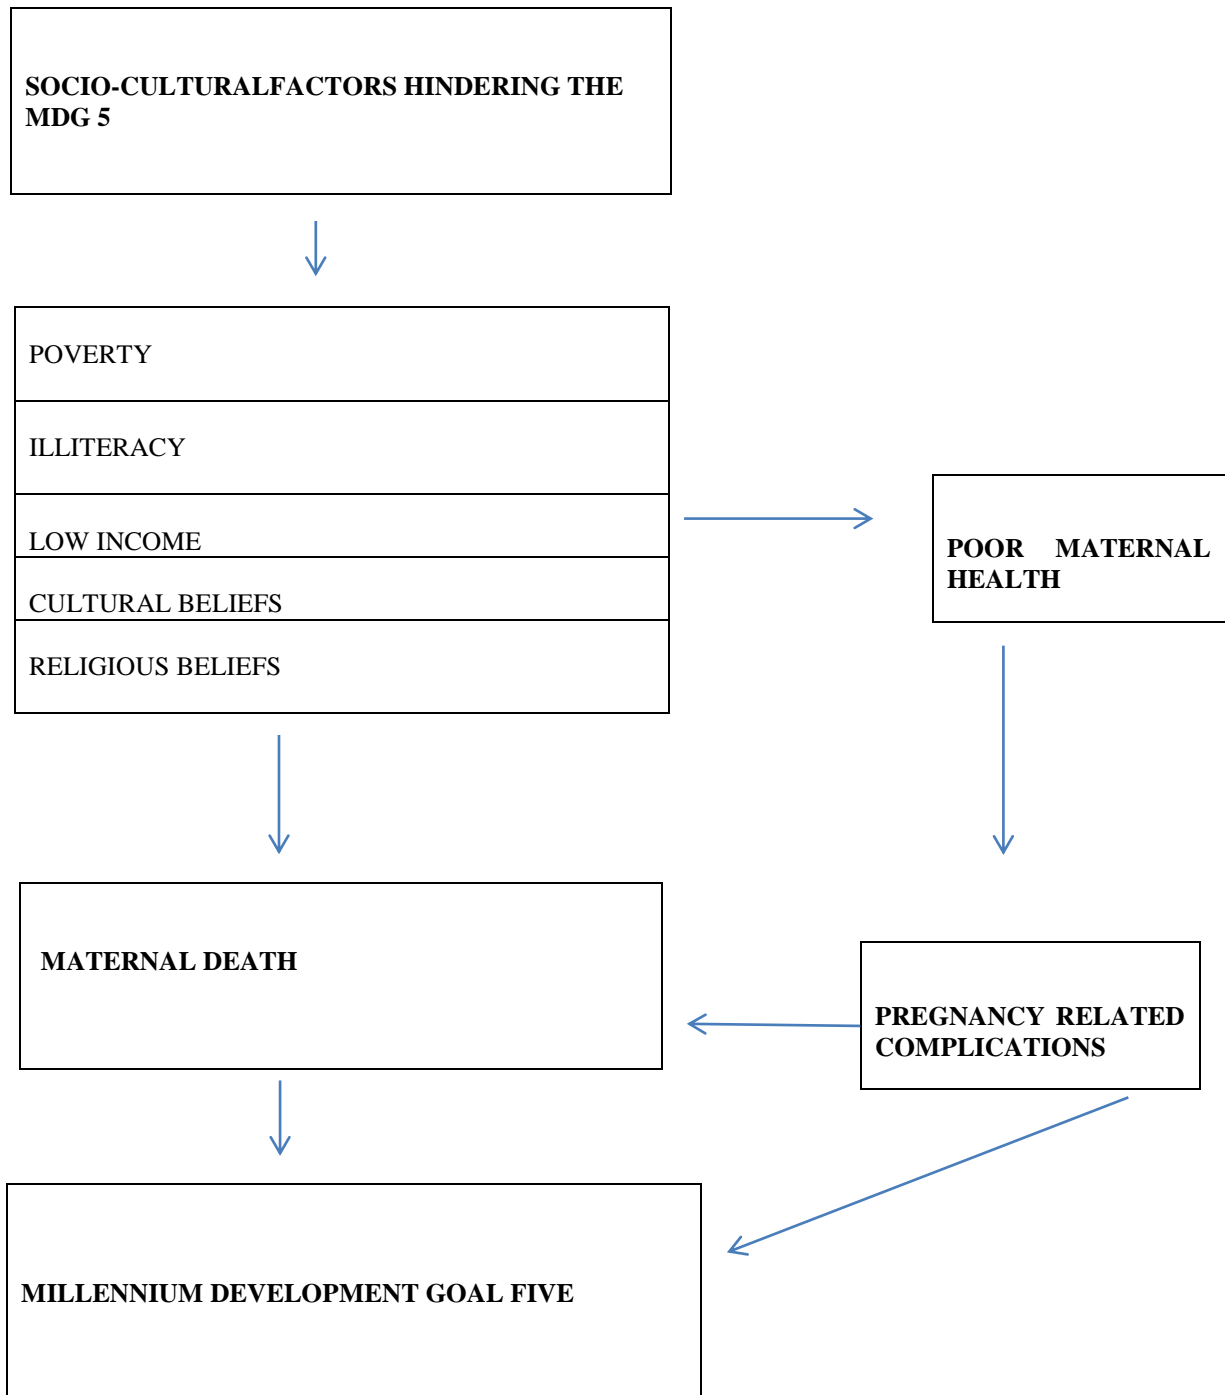 SOCIO-CULTURALFACTORS HINDERING THE
MDG 5
POVERTY
ILLITERACY
LOW INCOME
CULTURAL BELIEFS
RELIGIOUS BELIEFS
POOR MATERNAL
HEALTH
MATERNAL DEATH
PREGNANCY RELATED
COMPLICATIONS
MILLENNIUM DEVELOPMENT GOAL FIVE